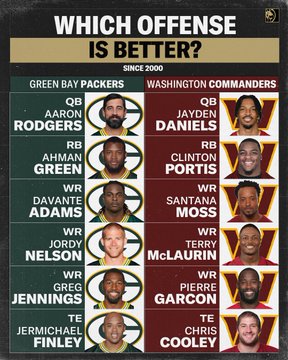 WHICH OFFENSE
IS BETTER?
SINCE 2000
GREEN BAY PACKERS
WASHINGTON COMMANDERS
QB
AARON
RODGERS
QB
JAYDEN
DANIELS
RB
AHMAN
GREEN
RB
CLINTON
PORTIS
WR
DAVANTE
ADAMS
WR
SANTANA
MOSS
WR
JORDY
NELSON
WR
TERRY
McLAURIN
WR
GREG
JENNINGS
WR
PIERRE
GARCON
TE
JERMICHAEL
FINLEY
TE
CHRIS
COOLEY